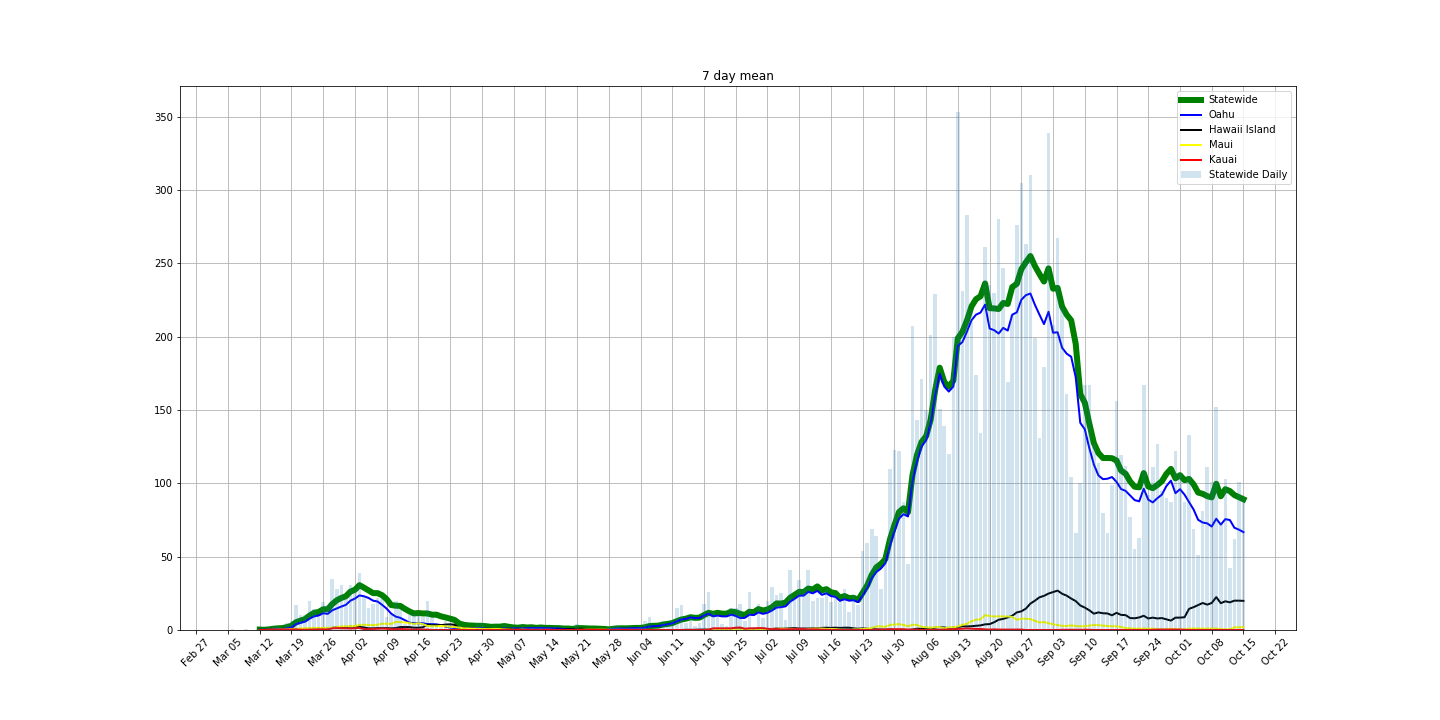 7 day mean
Statewide
Oahu
Hawaii Island
Maui
Kauai
Statewide Daily
350
300
250
200
150
100
50
0
Feb 27
Mar 05
Mar 12
Mar 19
Mar 26
Apr 02
Apr 09
Apr 16
Apr 23
Apr 30
May 07
May 14
May 21
May 28
Jun 04
Jun 11
Jun 18
Jun 25
Jul 02
Jul 09
Jul 16
Jul 23
Jul 30
Aug 06
Aug 13
Aug 20
Aug 27
Sep 03
Sep 10
Sep 17
Sep 24
Oct 01
Oct 08
Oct 15
Oct 22